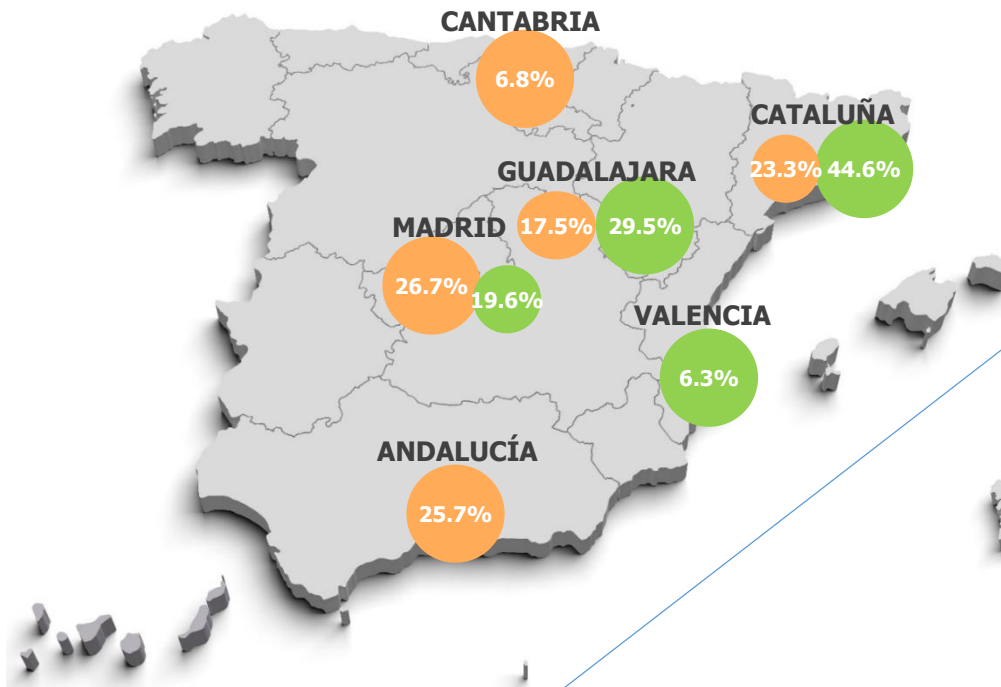 CANTABRIA
6.8%
CATALUÑA
23.3% 44.6%
GUADALAJARA
17.5% 29.5%
MADRID
26.7% 19.6%
VALENCIA
6.3%
ANDALUCÍA
25.7%